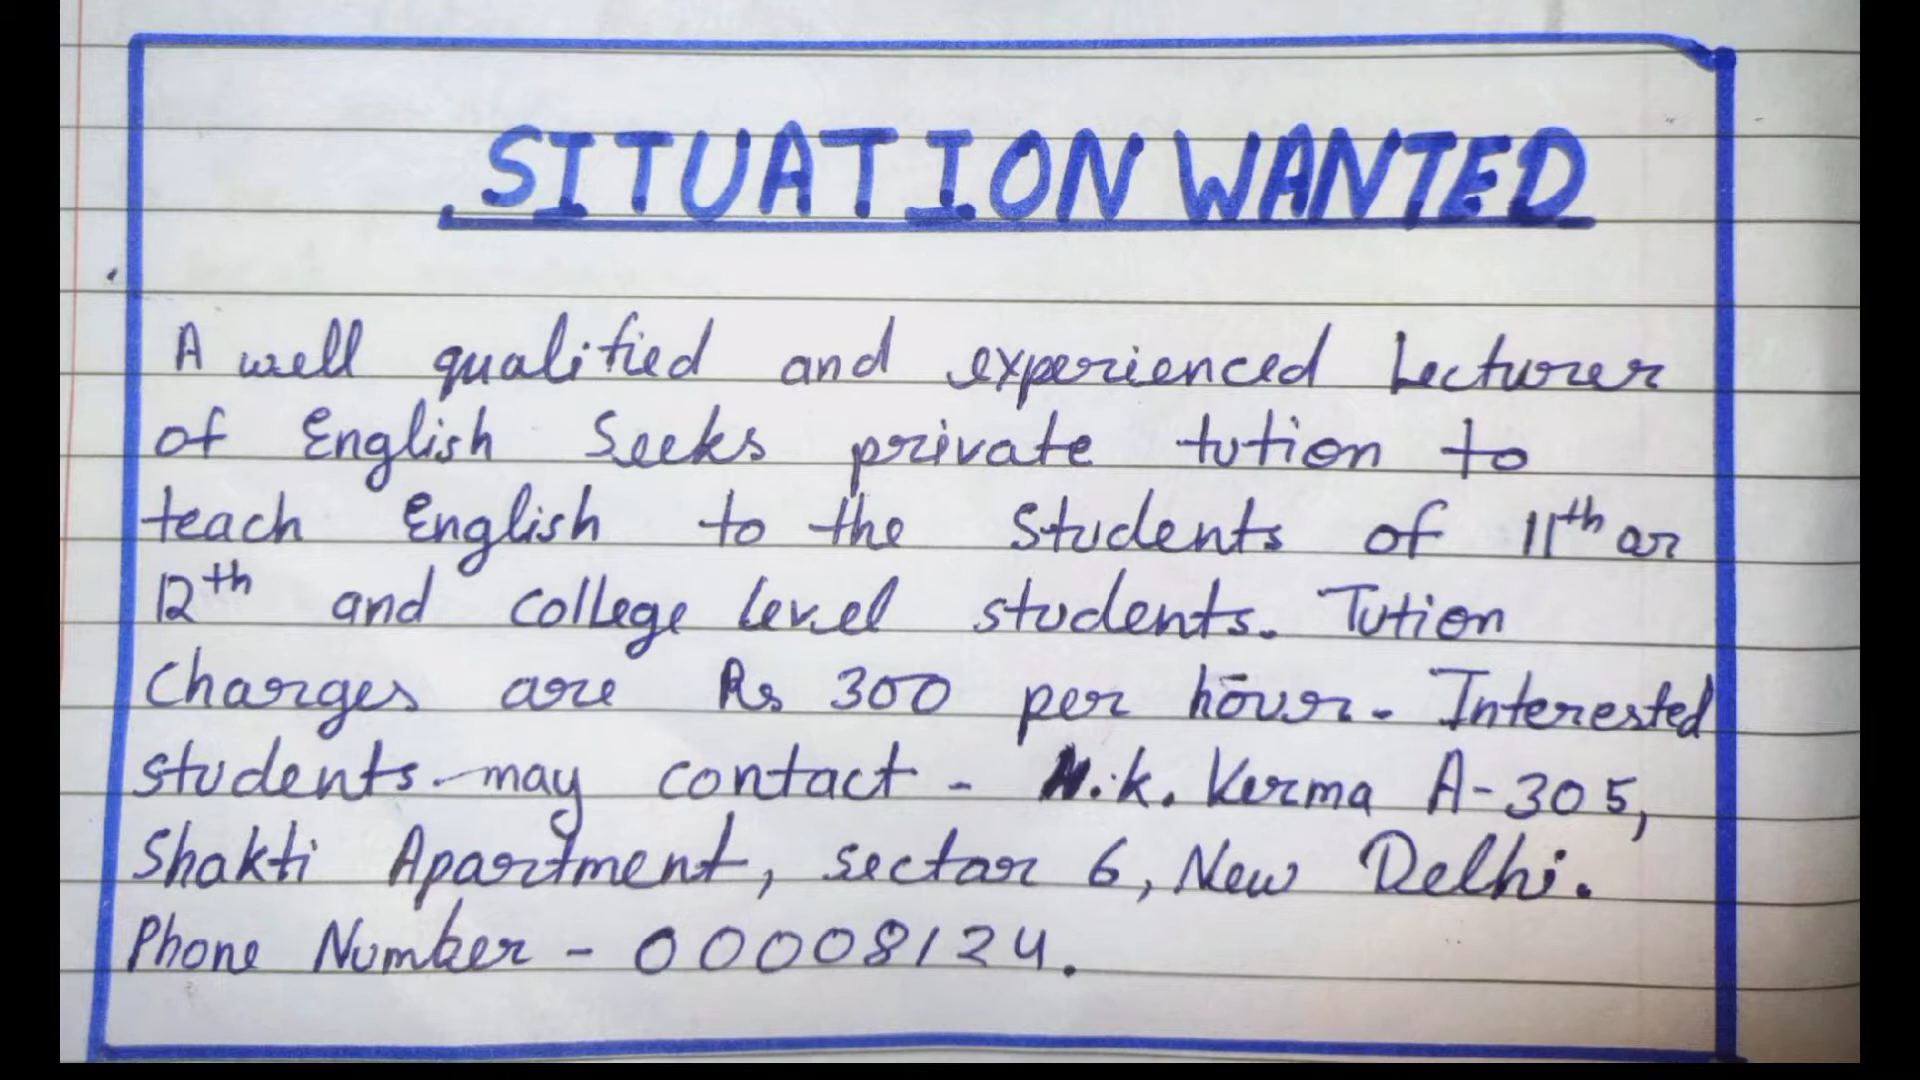 SITUATION WANTED
A well qualified and experienced Lecturer
of English Seeks private tution to
teach English to the Students of 11th or
12th and college level students. Tution
Charges are Rs 300 per hour. Interested
students may contact - N.K. Verma A-305,
Shakti Apartment, sector 6, New Delhi.
Phone Number - 00008124.